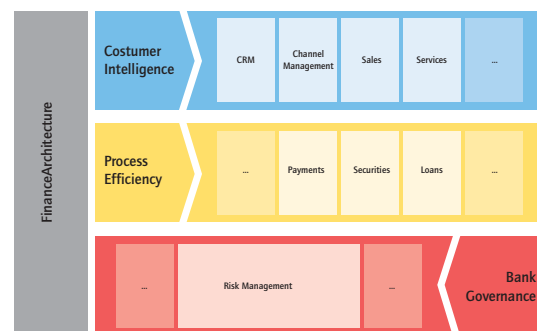 FinanceArchitecture
Costumer
Intelligence
CRM
Channel
Management
Sales
Services
...
Process
Efficiency
...
Payments
Securities
Loans
...
...
Risk Management
...
Bank
Governance